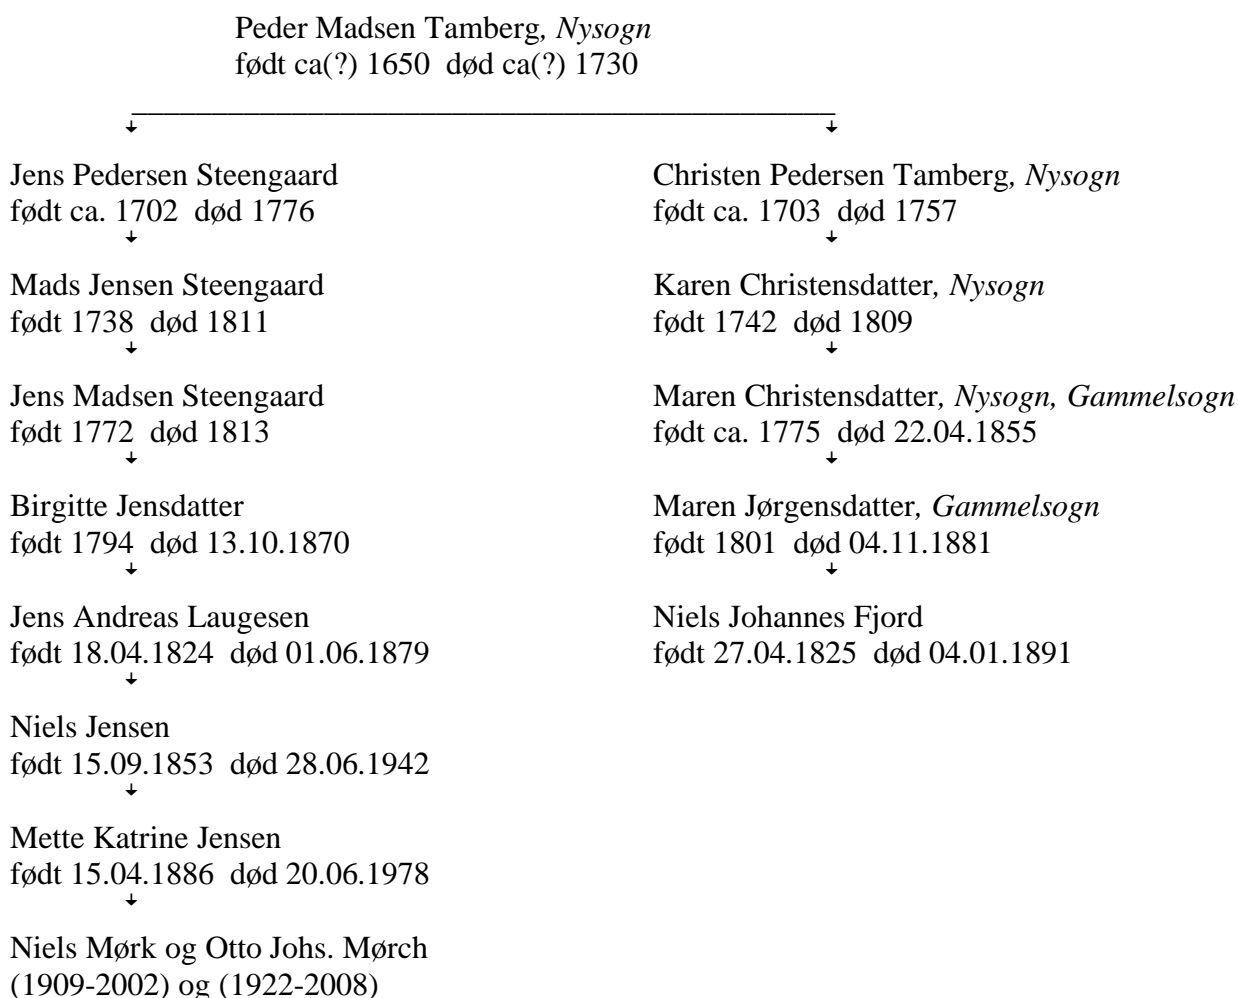 Peder Madsen Tamberg, Nysogn
født ca(?) 1650  død ca(?) 1730
Jens Pedersen Steengaard
født ca. 1702  død 1776
Mads Jensen Steengaard
født 1738  død 1811
Jens Madsen Steengaard
født 1772  død 1813
Birgitte Jensdatter
født 1794  død 13.10.1870
Jens Andreas Laugesen
født 18.04.1824  død 01.06.1879
Niels Jensen
født 15.09.1853  død 28.06.1942
Mette Katrine Jensen
født 15.04.1886  død 20.06.1978
Niels Mørk og Otto Johs. Mørch
(1909-2002) og (1922-2008)
Christen Pedersen Tamberg, Nysogn
født ca. 1703  død 1757
Karen Christensdatter, Nysogn
født 1742  død 1809
Maren Christensdatter, Nysogn, Gammelsogn
født ca. 1775  død 22.04.1855
Maren Jørgensdatter, Gammelsogn
født 1801  død 04.11.1881
Niels Johannes Fjord
født 27.04.1825  død 04.01.1891